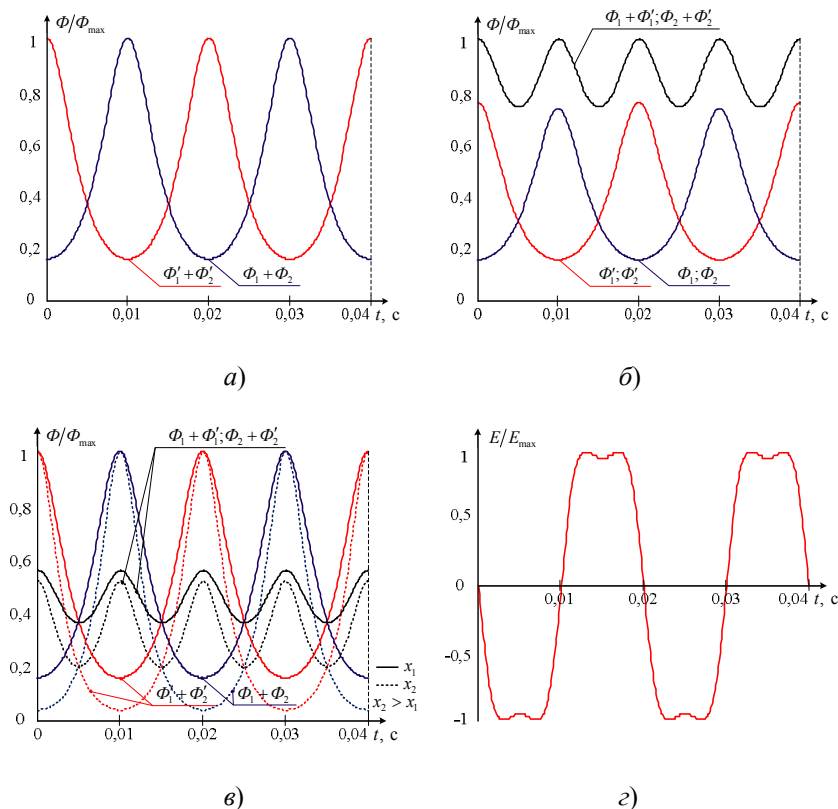 Φ/Φmax
1
0,8
0,6
0,4
0,2
0
Φ′1 + Φ′2
Φ1 + Φ2
0 0,01 0,02 0,03 0,04 t, с
а)
Φ/Φmax
Φ1 + Φ′1; Φ2 + Φ′2
1
0,8
0,6
0,4
0,2
0
Φ′1; Φ′2
Φ1; Φ2
0 0,01 0,02 0,03 0,04 t, с
б)
Φ/Φmax
Φ1 + Φ′1; Φ2 + Φ′2
1
0,8
0,6
0,4
0,2
0
Φ′1 + Φ′2
Φ1 + Φ2
x1
x2
x2 > x1
0 0,01 0,02 0,03 0,04 t, с
в)
E/Emax
1
0,5
0
-0,5
-1
0,01 0,02 0,03 0,04 t, с
г)